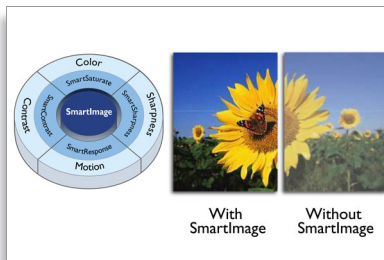 Color
SmartSaturate
Contrast
SmartContrast
SmartImage
SmartSharpness
Sharpness
SmartResponse
Motion
With
SmartImage
Without
SmartImage